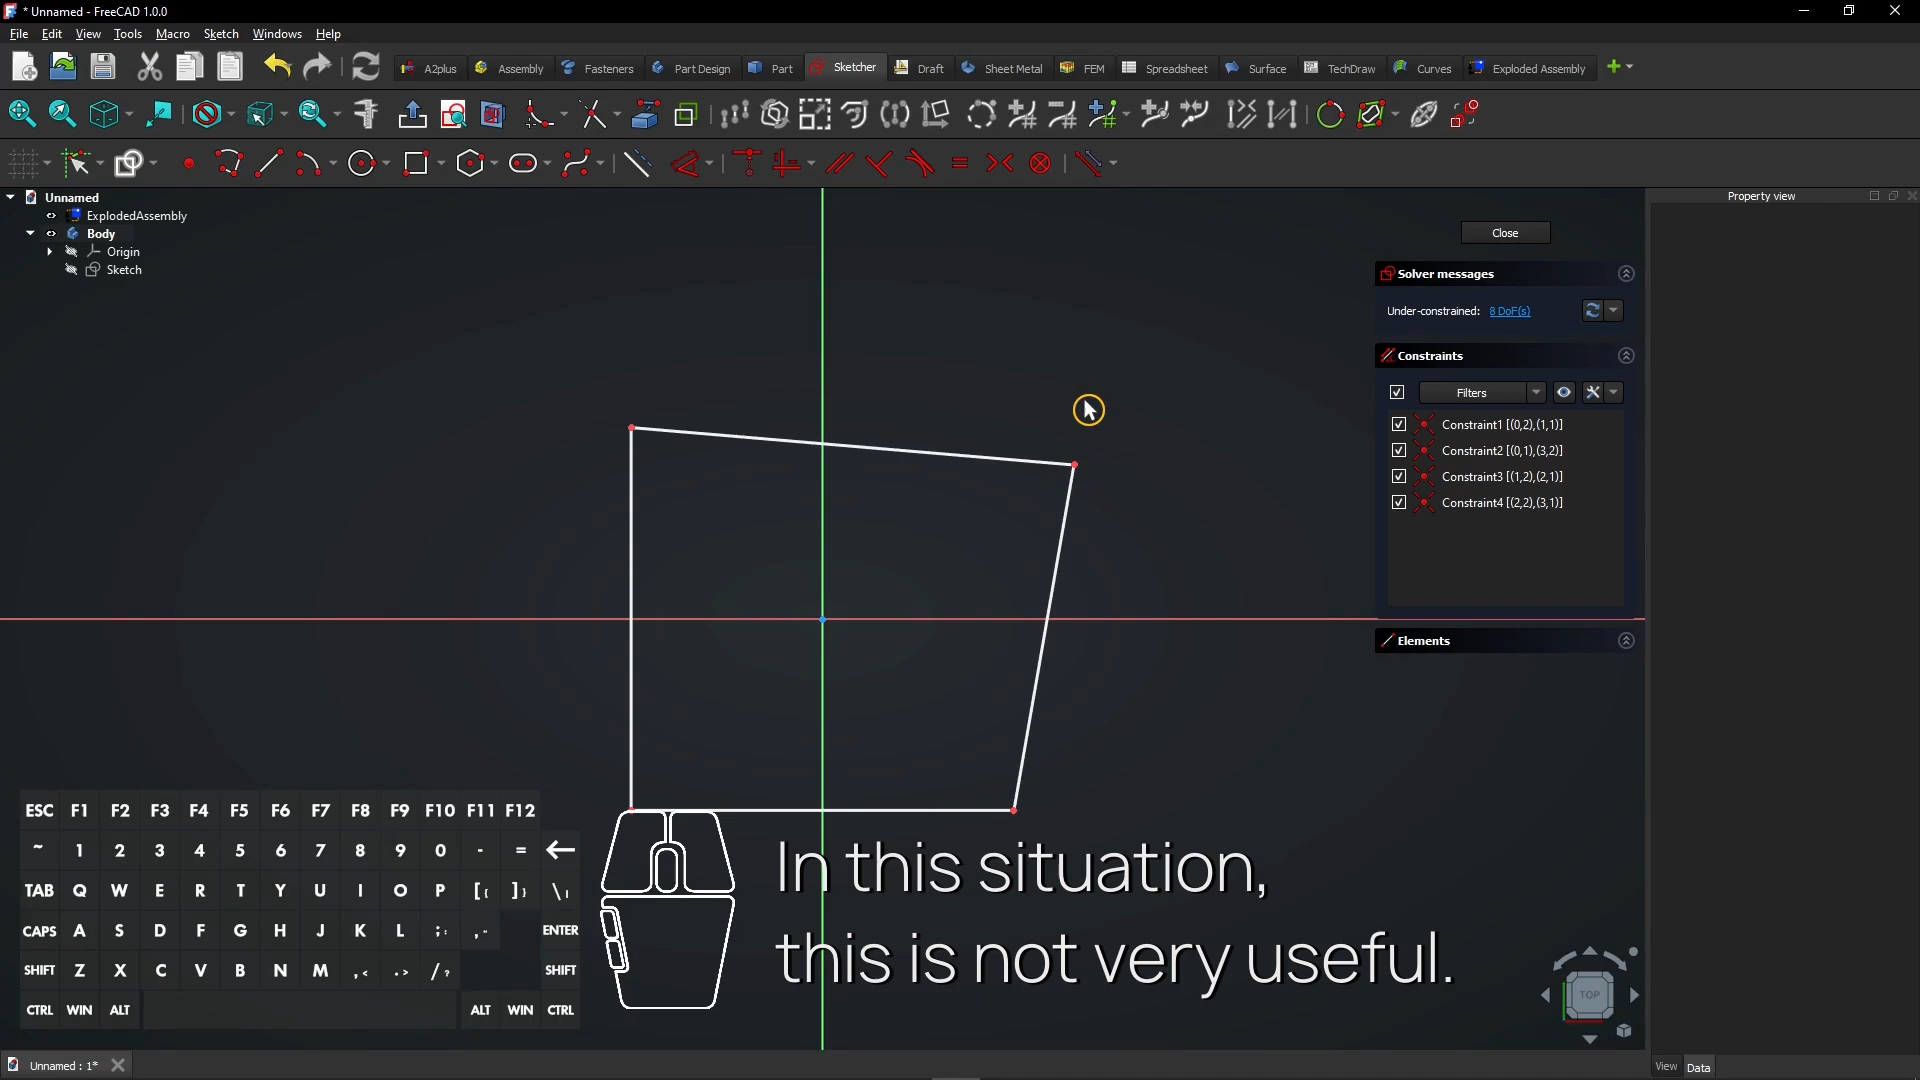 * Unnamed - FreeCAD 1.0.0
File Edit View Tools Macro Sketch Windows Help
A2plus Assembly Fasteners Part Design Part Sketcher Draft Sheet Metal FEM Spreadsheet Surface TechDraw Curves Exploded Assembly
Unnamed
ExplodedAssembly
Body
Origin
Sketch
Property view
Close
Solver messages
Under-constrained: 8 DoF(s)
Constraints
Filters
Constraint1 [(0,2),(1,1)]
Constraint2 [(0,1),(3,2)]
Constraint3 [(1,2),(2,1)]
Constraint4 [(2,2),(3,1)]
Elements
ESC F1 F2 F3 F4 F5 F6 F7 F8 F9 F10 F11 F12
~ 1 2 3 4 5 6 7 8 9 0 - =
TAB Q W E R T Y U I O P [{ ]} \|
CAPS A S D F G H J K L ;: ," ENTER
SHIFT Z X C V B N M ,< .> /? SHIFT
CTRL WIN ALT ALT WIN CTRL
In this situation,
this is not very useful.
TOP
Unnamed : 1*
View Data